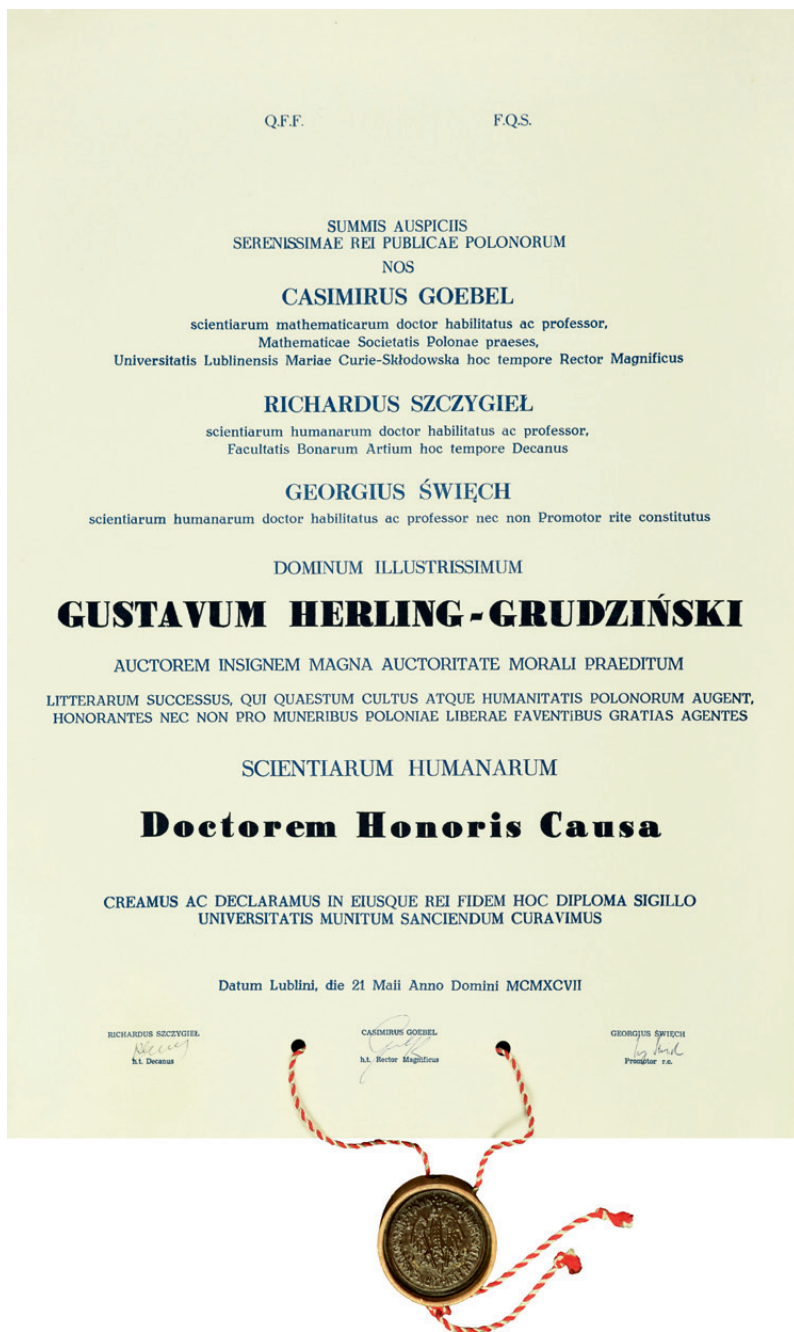 Q.F.F. F.Q.S.
SUMMIS AUSPICIIS
SERENISSIMAE REI PUBLICAE POLONORUM
NOS
CASIMIRUS GOEBEL
scientiarum mathematicarum doctor habilitatus ac professor,
Mathematicae Societatis Polonae praeses,
Universitatis Lublinensis Mariae Curie-Skłodowska hoc tempore Rector Magnificus
RICHARDUS SZCZYGIEŁ
scientiarum humanarum doctor habilitatus ac professor,
Facultatis Bonarum Artium hoc tempore Decanus
GEORGIUS ŚWIĘCH
scientiarum humanarum doctor habilitatus ac professor nec non Promotor rite constitutus
DOMINUM ILLUSTRISSIMUM
GUSTAVUM HERLING-GRUDZIŃSKI
AUCTOREM INSIGNEM MAGNA AUCTORITATE MORALI PRAEDITUM
LITTERARUM SUCCESSUS, QUI QUAESTUM CULTUS ATQUE HUMANITATIS POLONORUM AUGENT,
HONORANTES NEC NON PRO MUNERIBUS POLONIAE LIBERAE FAVENTIBUS GRATIAS AGENTES
SCIENTIARUM HUMANARUM
Doctorem Honoris Causa
CREAMUS AC DECLARAMUS IN EIUSQUE REI FIDEM HOC DIPLOMA SIGILLO
UNIVERSITATIS MUNITUM SANCIENDUM CURAVIMUS
Datum Lublini, die 21 Maii Anno Domini MCMXCVII
RICHARDUS SZCZYGIEŁ CASIMIRUS GOEBEL GEORGIUS ŚWIĘCH
h.t. Decanus h.t. Rector Magnificus Promotor r.c.